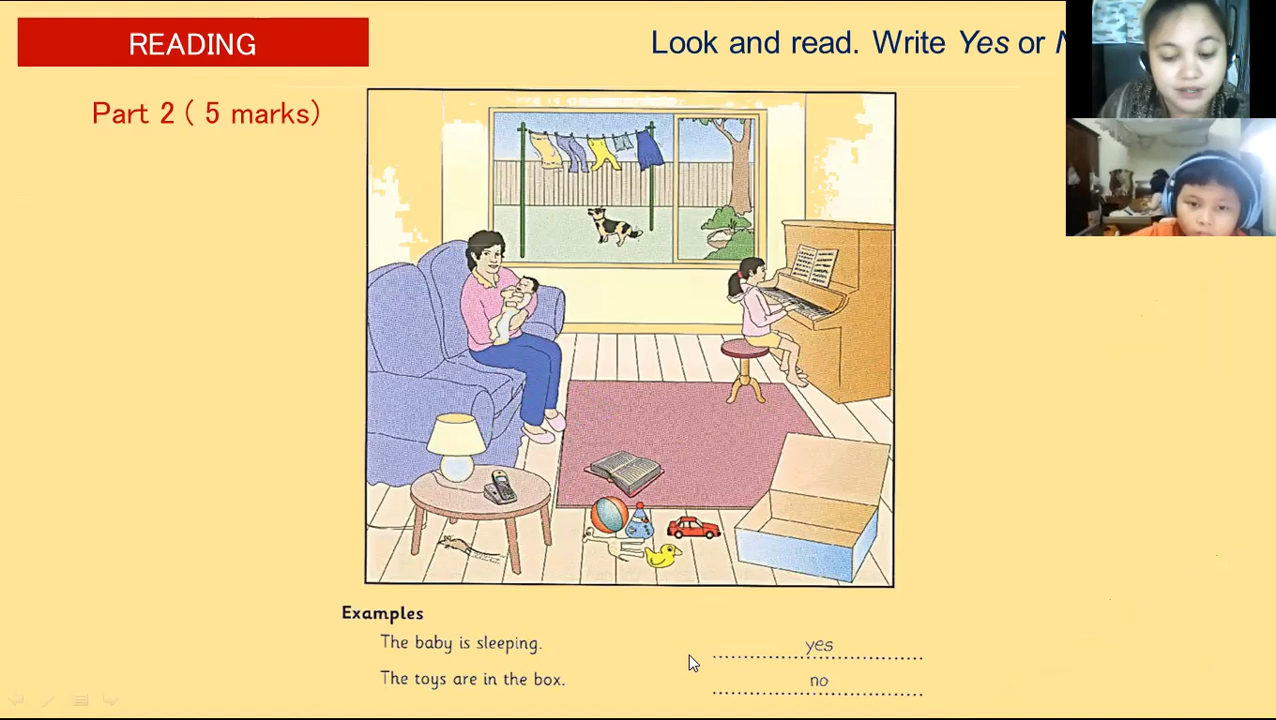 READING
Look and read. Write Yes or
Part 2 ( 5 marks)
Examples
The baby is sleeping. yes
The toys are in the box. no